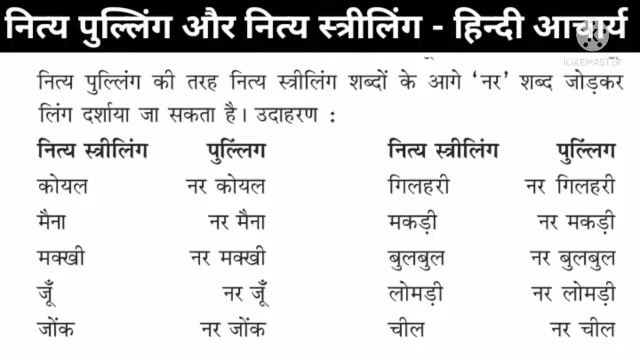 नित्य पुल्लिंग और नित्य स्त्रीलिंग - हिन्दी आचार्य
KINEMASTER
नित्य पुल्लिंग की तरह नित्य स्त्रीलिंग शब्दों के आगे ‘नर’ शब्द जोड़कर
लिंग दर्शाया जा सकता है। उदाहरण :
नित्य स्त्रीलिंग पुल्लिंग नित्य स्त्रीलिंग पुल्लिंग
कोयल नर कोयल गिलहरी नर गिलहरी
मैना नर मैना मकड़ी नर मकड़ी
मक्खी नर मक्खी बुलबुल नर बुलबुल
जूँ नर जूँ लोमड़ी नर लोमड़ी
जोंक नर जोंक चील नर चील